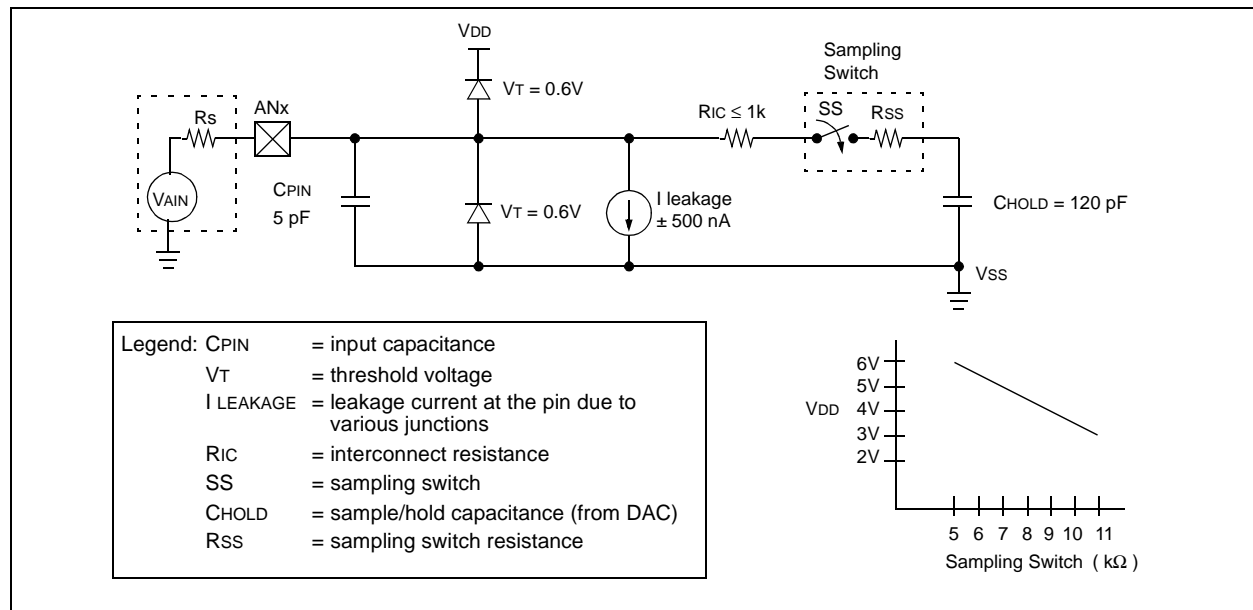 VDD
Sampling
Switch
VT = 0.6V
ANx
RIC ≤ 1k
SS
RSS
Rs
VAIN
CPIN
5 pF
VT = 0.6V
I leakage
± 500 nA
CHOLD = 120 pF
VSS
Legend: CPIN = input capacitance
VT = threshold voltage
I LEAKAGE = leakage current at the pin due to
various junctions
RIC = interconnect resistance
SS = sampling switch
CHOLD = sample/hold capacitance (from DAC)
RSS = sampling switch resistance
6V
5V
VDD 4V
3V
2V
5 6 7 8 9 10 11
Sampling Switch ( kΩ )